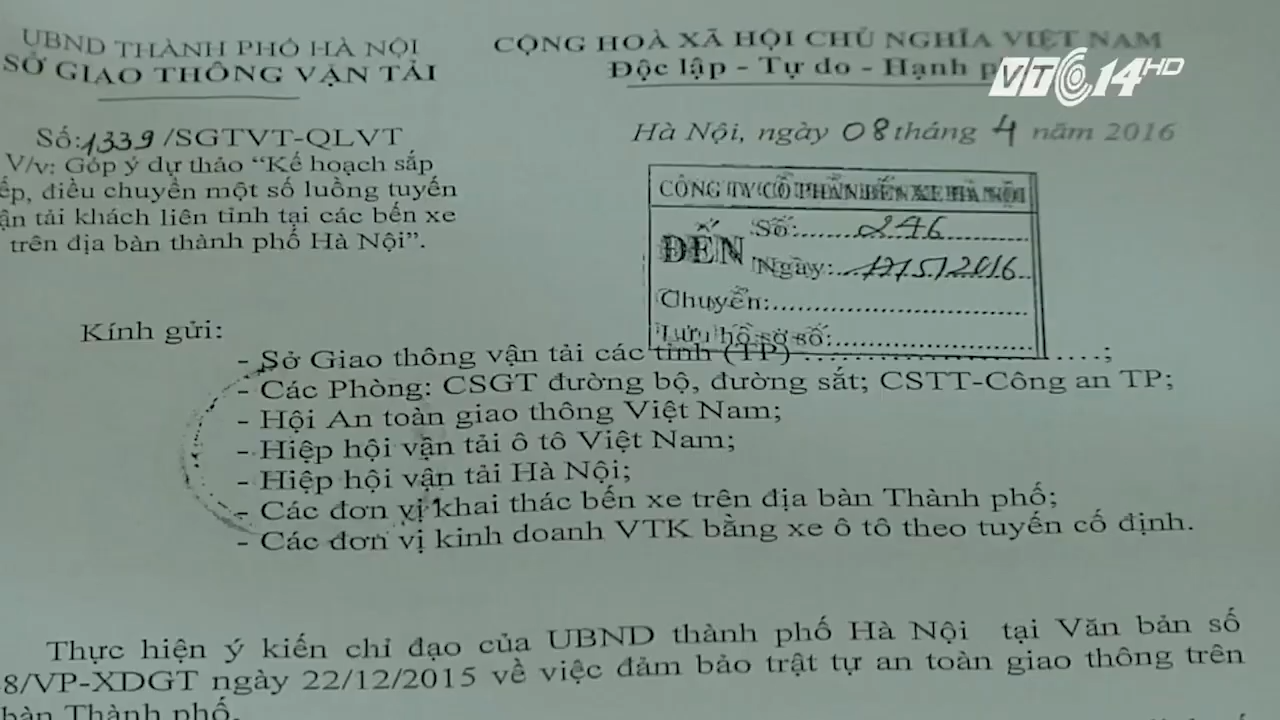 UBND THÀNH PHỐ HÀ NỘI
SỞ GIAO THÔNG VẬN TẢI
CỘNG HOÀ XÃ HỘI CHỦ NGHĨA VIỆT NAM
Độc lập - Tự do - Hạnh
VTC14HD
Số:1339/SGTVT-QLVT
Hà Nội, ngày 08 tháng 4 năm 2016
V/v: Góp ý dự thảo “Kế hoạch sắp
ếp, điều chuyển một số luồng tuyến
ận tải khách liên tỉnh tại các bến xe
trên địa bàn thành phố Hà Nội”.
CÔNG TY CỔ PHẦN BẾN XE HÀ NỘI
ĐẾN
Số:.....246
Ngày:...
Chuyển:
Lưu hồ sơ số:
Kính gửi:
- Sở Giao thông vận tải các tỉnh (TP)....;
- Các Phòng: CSGT đường bộ, đường sắt; CSTT-Công an TP;
- Hội An toàn giao thông Việt Nam;
- Hiệp hội vận tải ô tô Việt Nam;
- Hiệp hội vận tải Hà Nội;
- Các đơn vị khai thác bến xe trên địa bàn Thành phố;
- Các đơn vị kinh doanh VTK bằng xe ô tô theo tuyến cố định.
Thực hiện ý kiến chỉ đạo của UBND thành phố Hà Nội tại Văn bản số
8/VP-XDGT ngày 22/12/2015 về việc đảm bảo trật tự an toàn giao thông trên
bàn Thành phố.